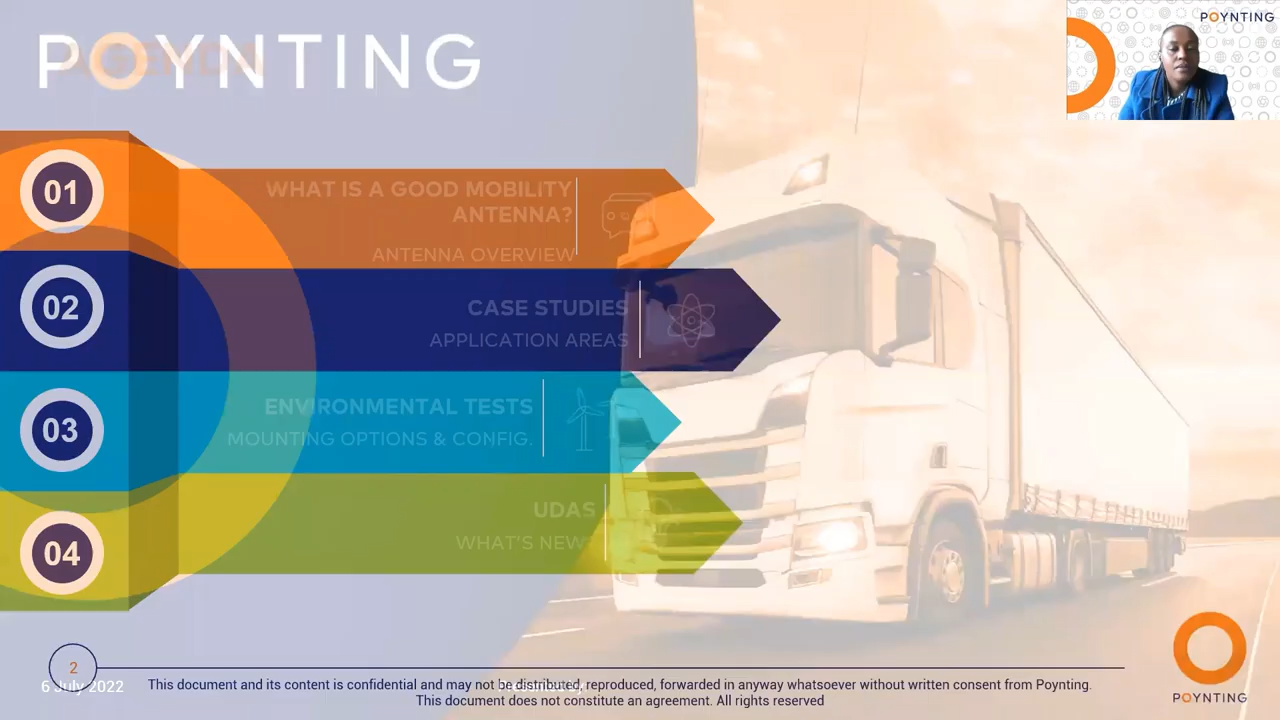 POYNTING
AGENDA
POYNTING
01
WHAT IS A GOOD MOBILITY
ANTENNA?
ANTENNA OVERVIEW
02
CASE STUDIES
APPLICATION AREAS
03
ENVIRONMENTAL TESTS
MOUNTING OPTIONS & CONFIG.
04
UDAS
WHAT'S NEW?
2
6 July 2022
This document and its content is confidential and may not be distributed, reproduced, forwarded in anyway whatsoever without written consent from Poynting.
This document does not constitute an agreement. All rights reserved
POYNTING